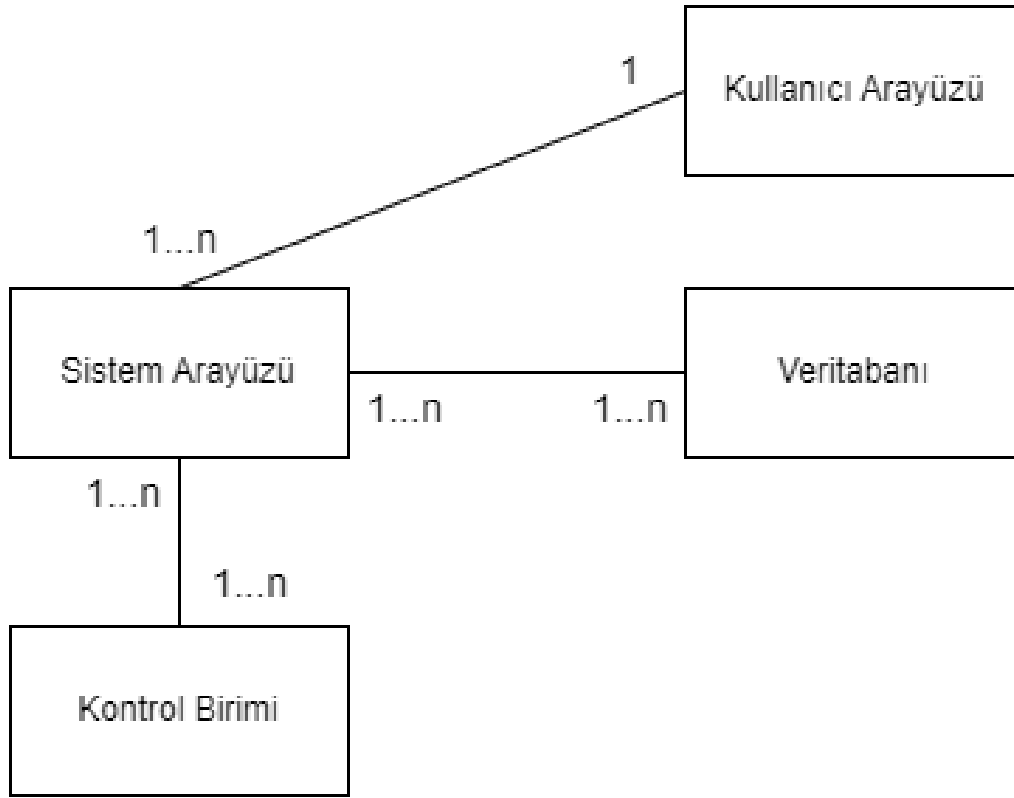 Kullanıcı Arayüzü
1
1...n
Sistem Arayüzü
Veritabanı
1...n
1...n
1...n
1...n
Kontrol Birimi